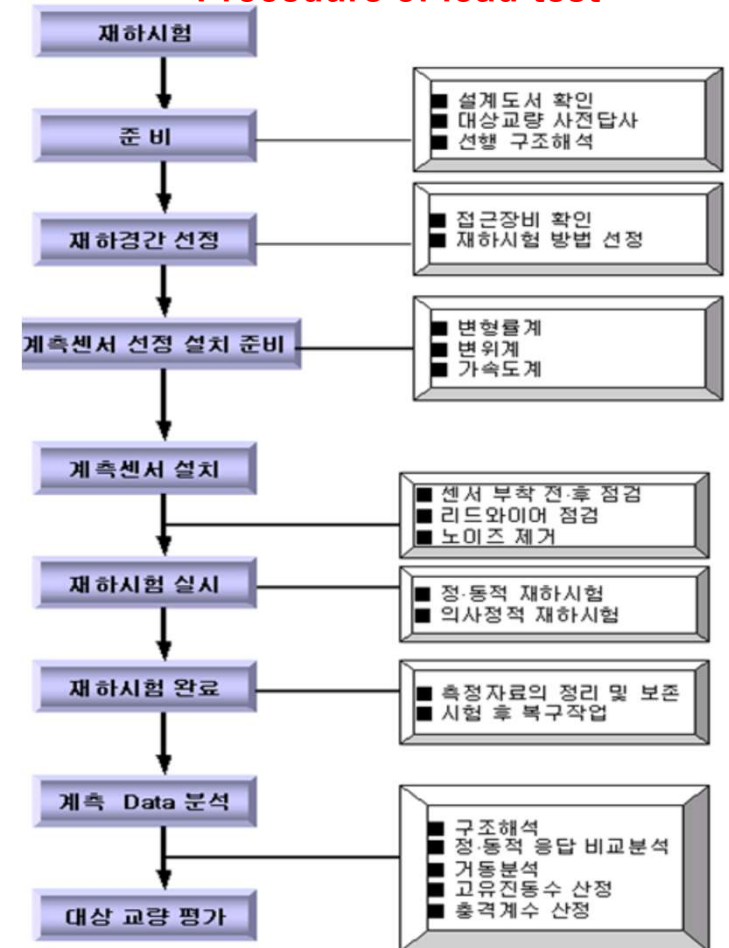 Procedure of load test
재하시험
준 비
■ 설계도서 확인
■ 대상교량 사전답사
■ 선행 구조해석
재하경간 선정
■ 접근장비 확인
■ 재하시험 방법 선정
계측센서 선정 설치 준비
■ 변형률계
■ 변위계
■ 가속도계
계측센서 설치
■ 센서 부착 전·후 점검
■ 리드와이어 점검
■ 노이즈 제거
재하시험 실시
■ 정·동적 재하시험
■ 의사정적 재하시험
재하시험 완료
■ 측정자료의 정리 및 보존
■ 시험 후 복구작업
계측 Data 분석
■ 구조해석
■ 정·동적 응답 비교분석
■ 거동분석
■ 고유진동수 산정
■ 충격계수 산정
대상 교량 평가